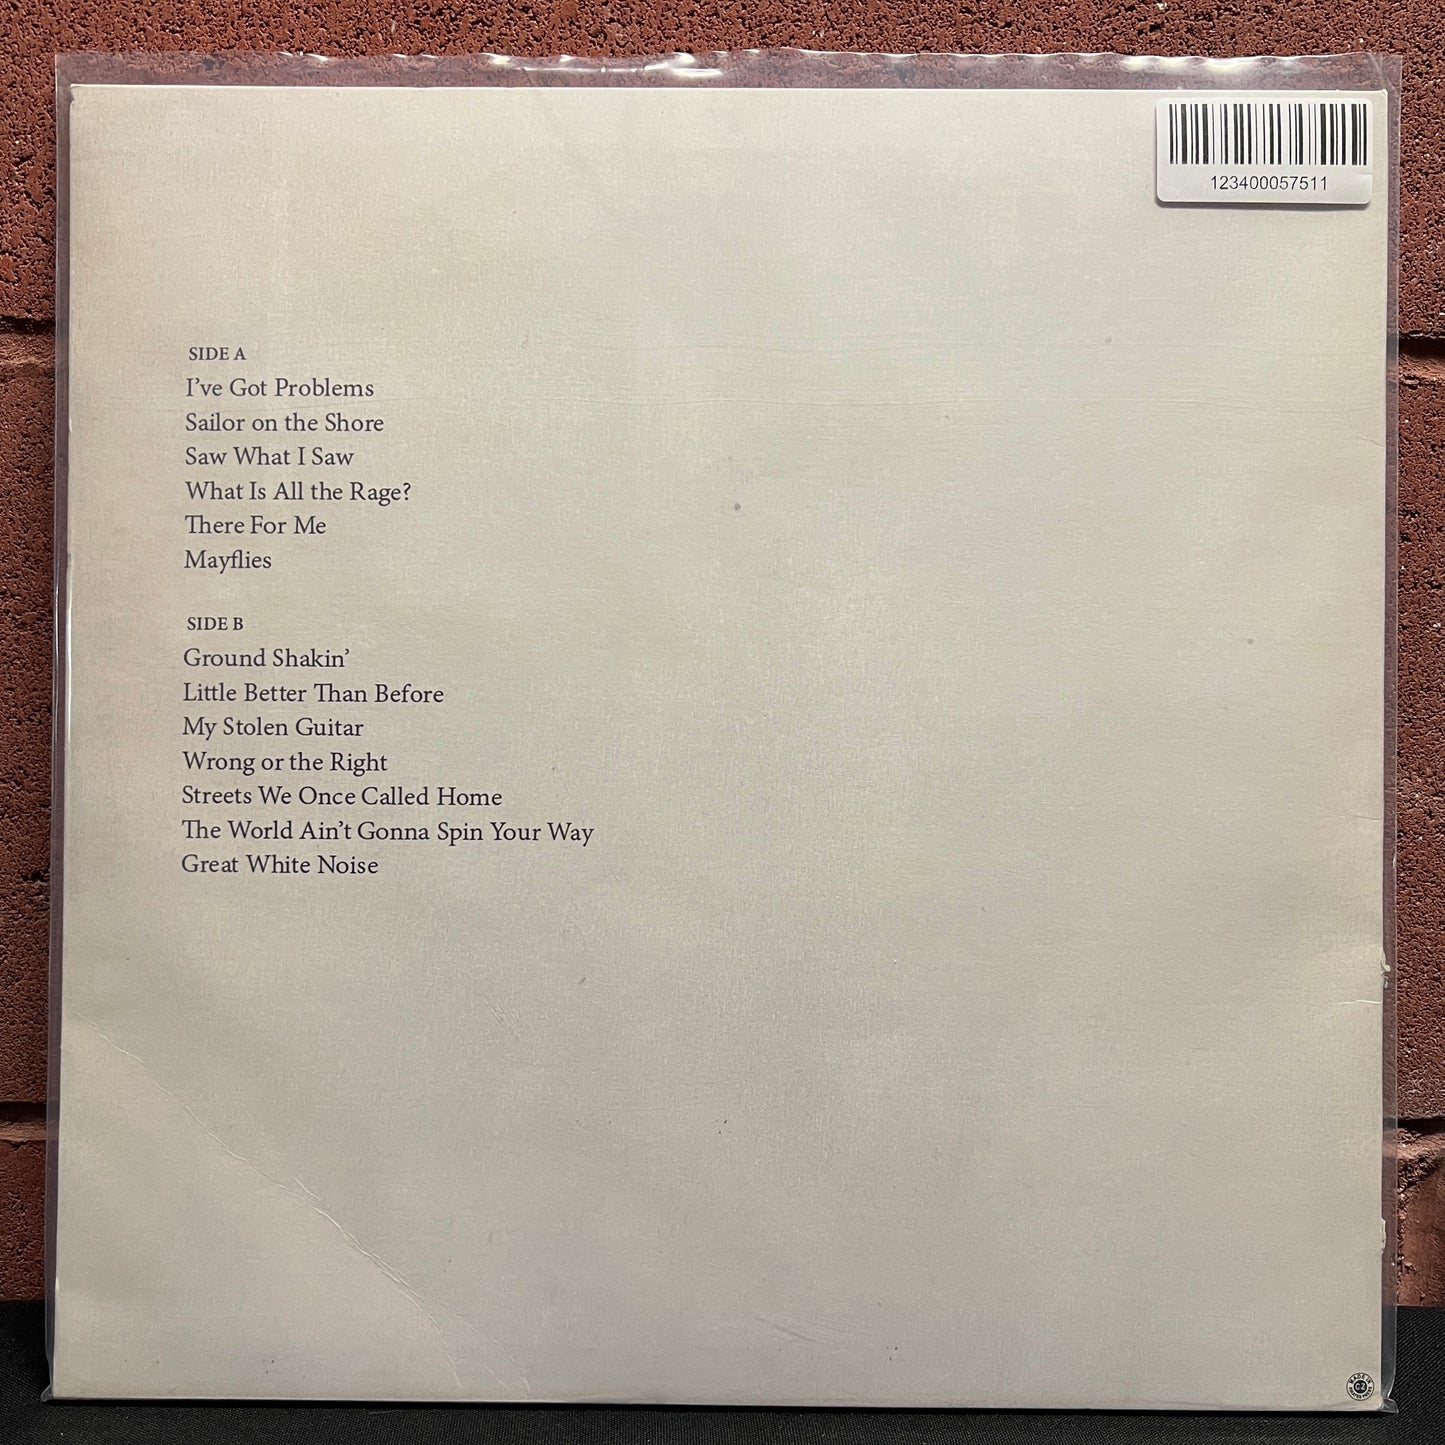 123400057511
SIDE A
I've Got Problems
Sailor on the Shore
Saw What I Saw
What Is All the Rage?
There For Me
Mayflies
SIDE B
Ground Shakin'
Little Better Than Before
My Stolen Guitar
Wrong or the Right
Streets We Once Called Home
The World Ain't Gonna Spin Your Way
Great White Noise
MADE IN